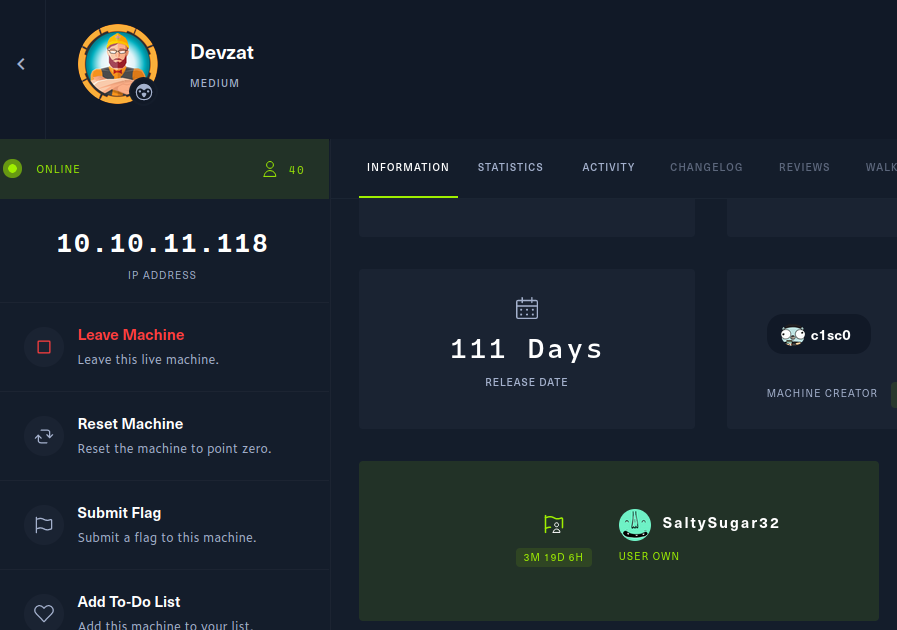 Devzat
MEDIUM
ONLINE
40
INFORMATION STATISTICS ACTIVITY CHANGELOG REVIEWS WALK
10.10.11.118
IP ADDRESS
Leave Machine
Leave this live machine.
Reset Machine
Reset the machine to point zero.
Submit Flag
Submit a flag to this machine.
Add To-Do List
Add this machine to your list.
111 Days
RELEASE DATE
c1sc0
MACHINE CREATOR
3M 19D 6H
SaltySugar32
USER OWN